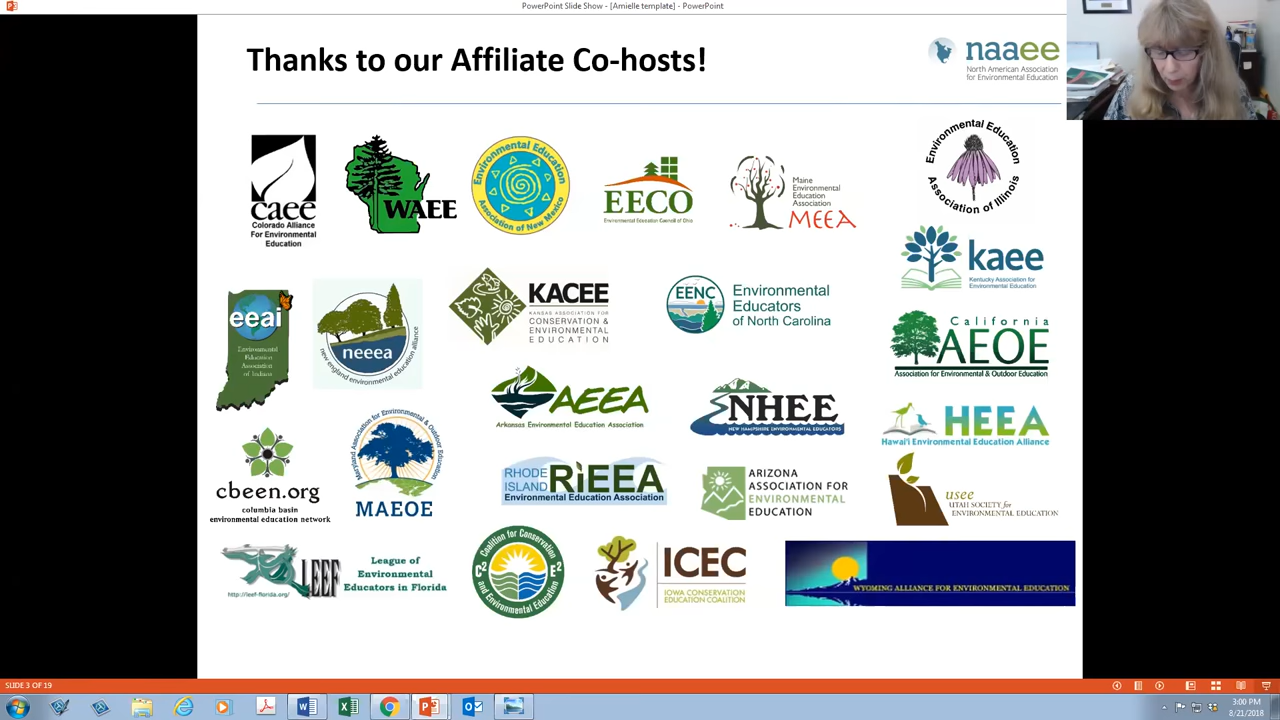 PowerPoint Slide Show - [Amielle template] - PowerPoint
Thanks to our Affiliate Co-hosts!
naaee
North American Association
for Environmental Education
caee
Colorado Alliance
For Environmental
Education
WAEE
Environmental Education
Association of New Mexico
EECO
Environmental Education Council of Ohio
Maine
Environmental
Education
Association
MEEA
Environmental Education
Association of Illinois
kaee
Kentucky Association for
Environmental Education
eeai
Environmental
Education
Association
of Indiana
neeea
new england environmental education alliance
KACEE
KANSAS ASSOCIATION FOR
CONSERVATION &
ENVIRONMENTAL
EDUCATION
EENC
Environmental
Educators
of North Carolina
California
AEOE
Association for Environmental & Outdoor Education
AEEA
Arkansas Environmental Education Association
NHEE
NEW HAMPSHIRE ENVIRONMENTAL EDUCATORS
HEEA
Hawai'i Environmental Education Alliance
cbeen.org
columbia basin
environmental education network
Maryland Association for Environmental & Outdoor Education
MAEOE
RHODE
ISLAND
RiEEA
Environmental Education Association
ARIZONA
ASSOCIATION FOR
ENVIRONMENTAL
EDUCATION
usee
UTAH SOCIETY for
ENVIRONMENTAL EDUCATION
LEEF
http://leef-florida.org/
League of
Environmental
Educators in Florida
Coalition for Conservation
C2 E2
and Environmental Education
ICEC
IOWA CONSERVATION
EDUCATION COALITION
WYOMING ALLIANCE FOR ENVIRONMENTAL EDUCATION
SLIDE 3 OF 19
3:00 PM
8/21/2018